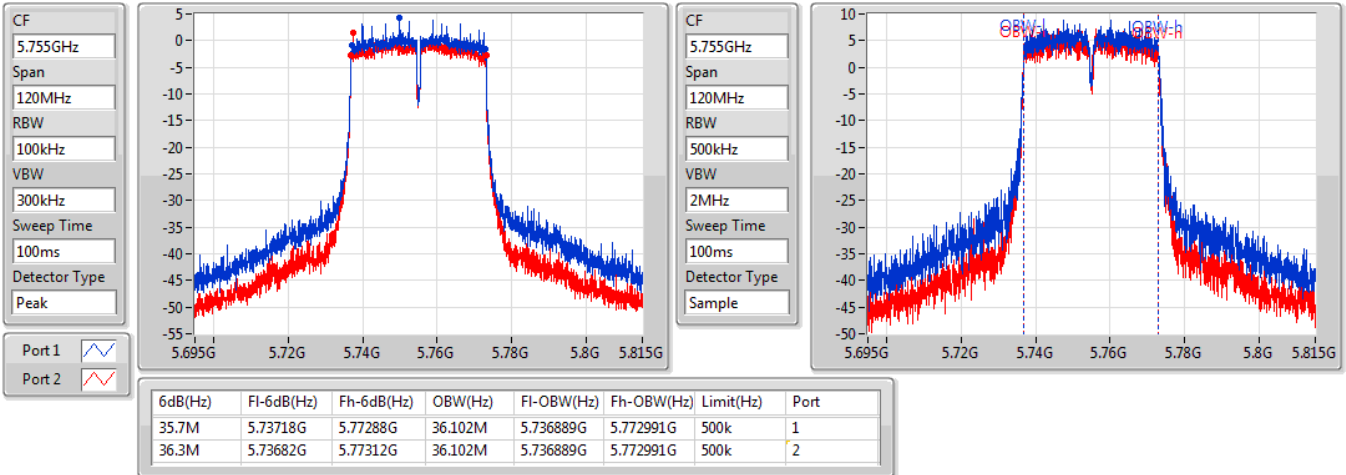 CF
5.755GHz
Span
120MHz
RBW
100kHz
VBW
300kHz
Sweep Time
100ms
Detector Type
Peak
Port 1
Port 2
5
0
-5
-10
-15
-20
-25
-30
-35
-40
-45
-50
-55
5.695G 5.72G 5.74G 5.76G 5.78G 5.8G 5.815G
CF
5.755GHz
Span
120MHz
RBW
500kHz
VBW
2MHz
Sweep Time
100ms
Detector Type
Sample
10
5
0
-5
-10
-15
-20
-25
-30
-35
-40
-45
-50
OBW-l OBW-h
OBW-l OBW-h
5.695G 5.72G 5.74G 5.76G 5.78G 5.8G 5.815G
6dB(Hz) Fl-6dB(Hz) Fh-6dB(Hz) OBW(Hz) Fl-OBW(Hz) Fh-OBW(Hz) Limit(Hz) Port
35.7M 5.73718G 5.77288G 36.102M 5.736889G 5.772991G 500k 1
36.3M 5.73682G 5.77312G 36.102M 5.736889G 5.772991G 500k 2